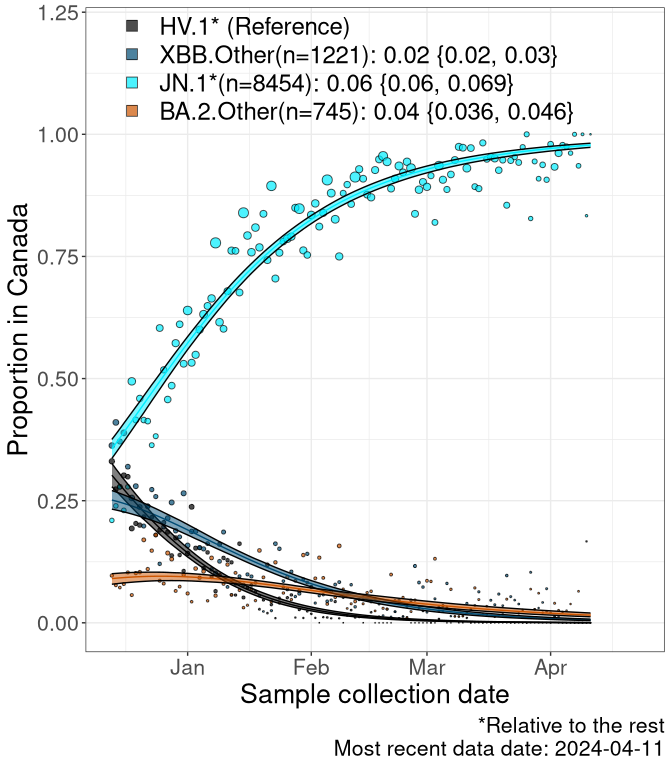 HV.1* (Reference)
XBB.Other(n=1221): 0.02 {0.02, 0.03}
JN.1*(n=8454): 0.06 {0.06, 0.069}
BA.2.Other(n=745): 0.04 {0.036, 0.046}
1.25
1.00
0.75
0.50
0.25
0.00
Proportion in Canada
Jan Feb Mar Apr
Sample collection date
*Relative to the rest
Most recent data date: 2024-04-11